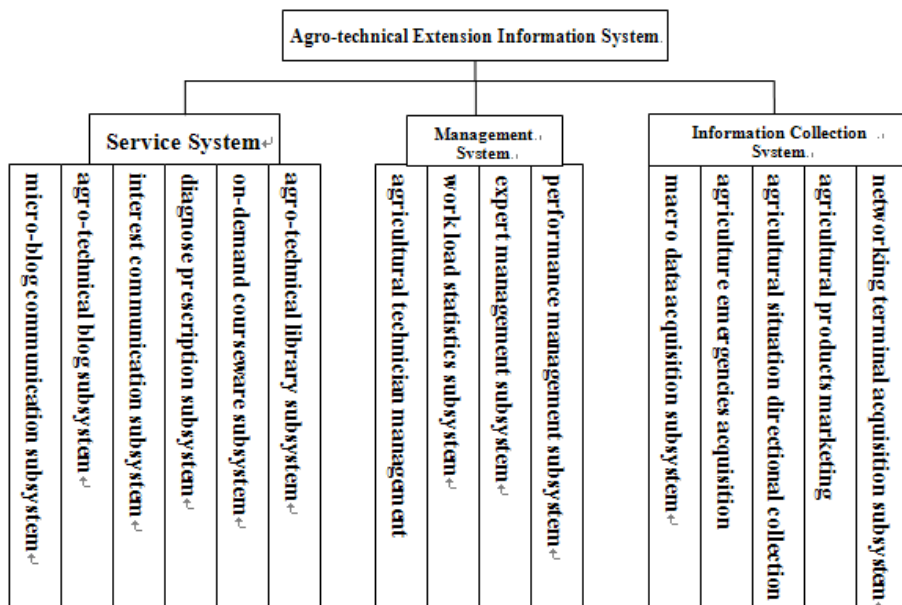 Agro-technical Extension Information System
Service System
Management
System
Information Collection
System
micro-blog communication subsystem
agro-technical blog subsystem
interest communication subsystem
diagnose prescription subsystem
on-demand courseware subsystem
agro-technical library subsystem
agricultural technician management
work load statistics subsystem
expert management subsystem
performance management subsystem
macro data acquisition subsystem
agriculture emergencies acquisition
agricultural situation directional collection
agricultural products marketing
networking terminal acquisition subsystem